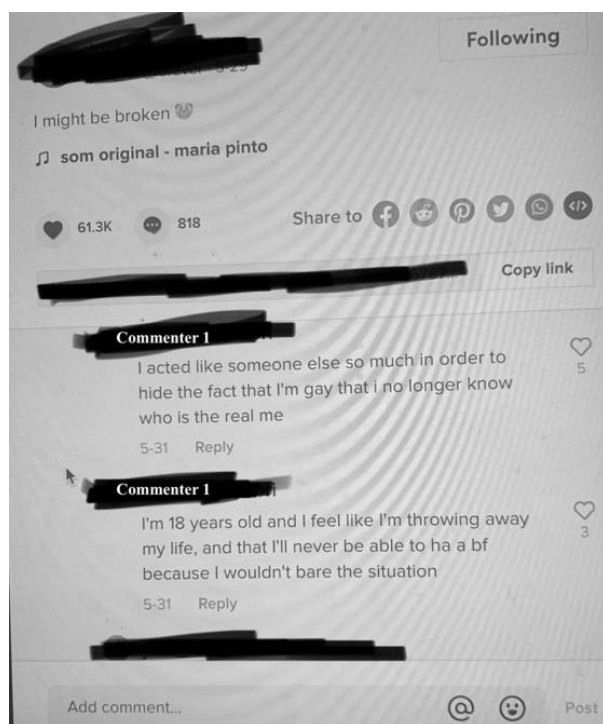 Following
5-29
I might be broken
som original - maria pinto
61.3K
818
Share to
Copy link
Commenter 1
I acted like someone else so much in order to
hide the fact that I'm gay that i no longer know
who is the real me
5
5-31 Reply
Commenter 1
I'm 18 years old and I feel like I'm throwing away
my life, and that I'll never be able to ha a bf
because I wouldn't bare the situation
3
5-31 Reply
Add comment...
Post